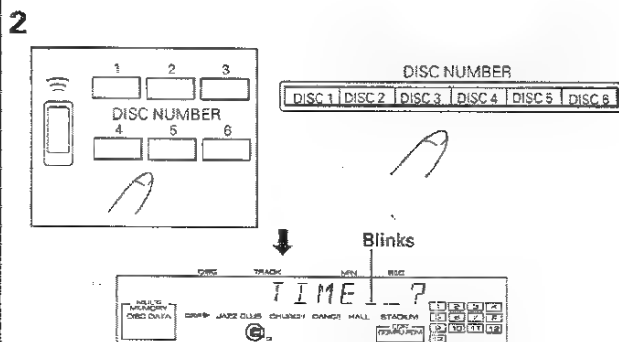 2
1 2 3
DISC NUMBER
4 5 6
DISC NUMBER
DISC 1 DISC 2 DISC 3 DISC 4 DISC 5 DISC 6
Blinks
DISC TRACK MIN SEC
TIME _ _ ?
MULTI MEMORY
DISC DATA
JAZZ CLUB CHURCH DANCE HALL STADIUM
1 2 3 4
5 6 7 8
9 10 11 12
13